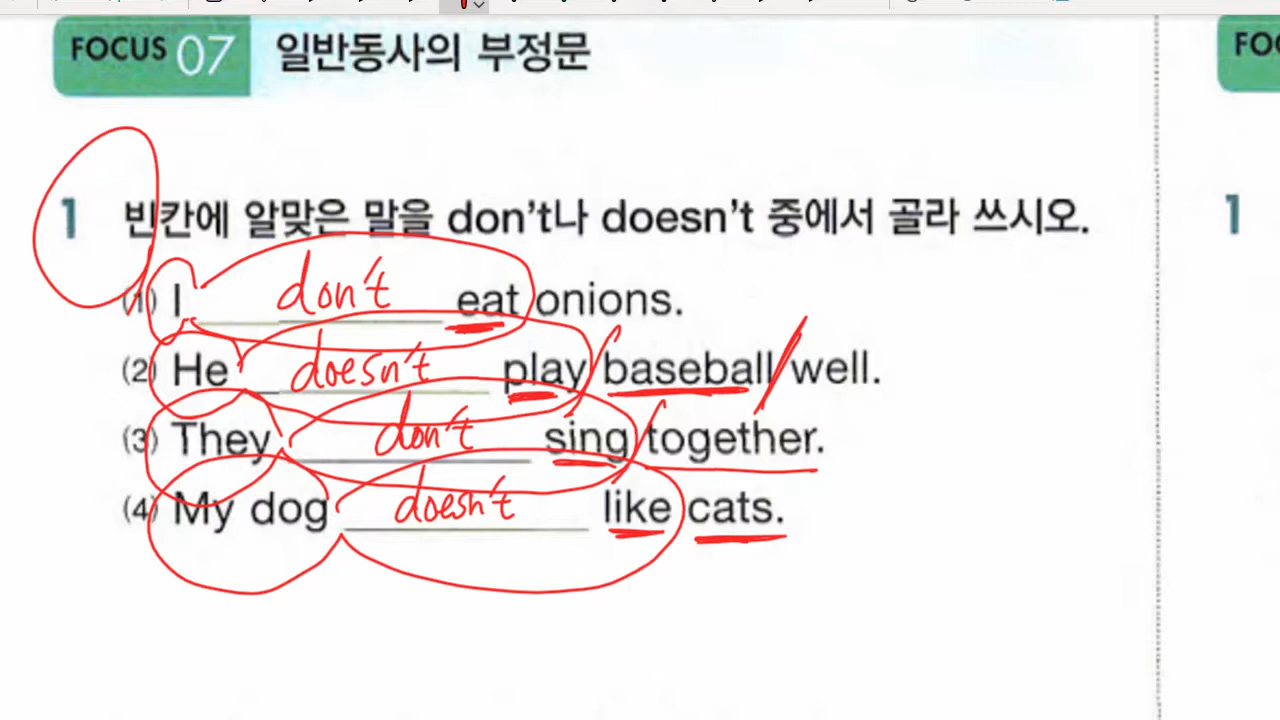 FOCUS 07 일반동사의 부정문
FO
1 빈칸에 알맞은 말을 don't나 doesn't 중에서 골라 쓰시오.
1
(1) I don't eat onions.
(2) He doesn't play baseball well.
(3) They don't sing together.
(4) My dog doesn't like cats.